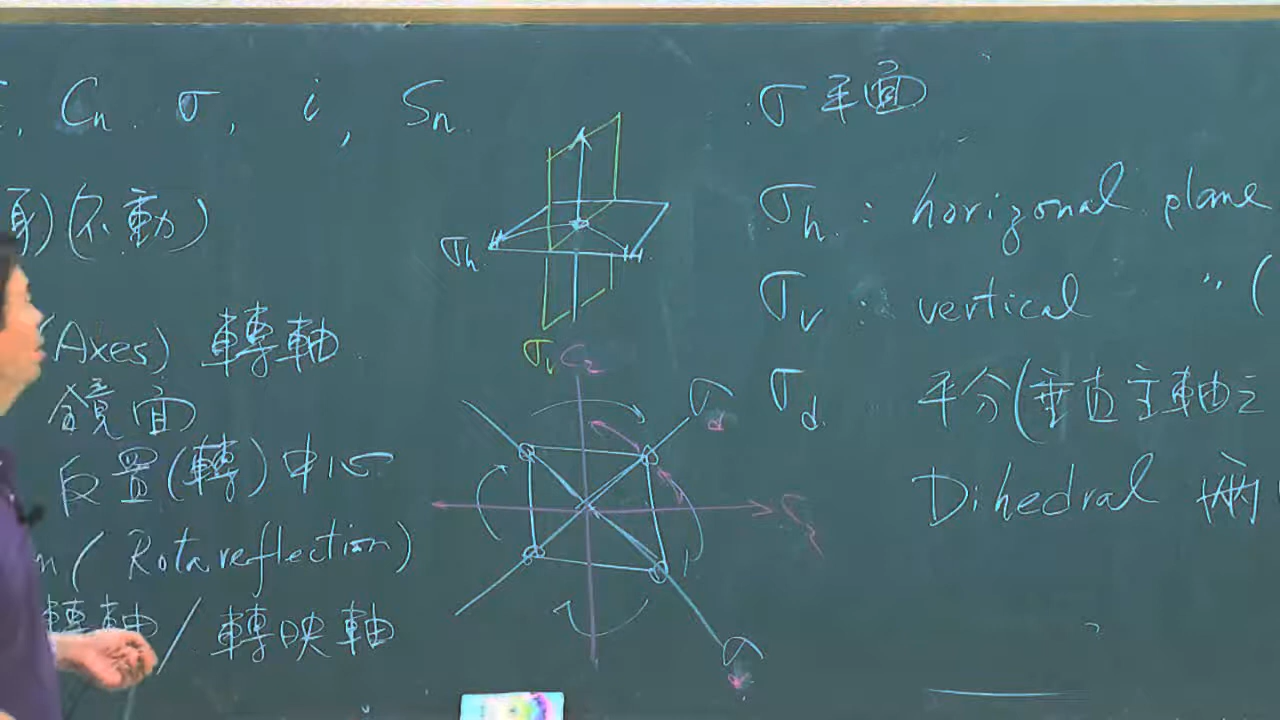 Cn. σ, i, Sn.
(不動)
(Axes) 轉軸
鏡面
反置(轉)中心
n (Rotareflection)
轉軸/轉映軸
σh
σv
C2
σd
C2
σ
σ 平面
σh : horizonal plane
σv : vertical " (
σd 平分(垂直主軸之
Dihedral 兩